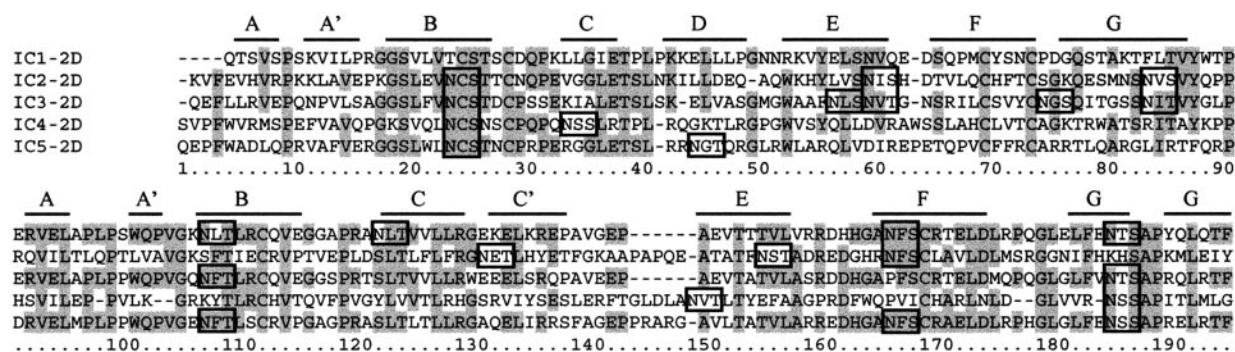 A A' B C D E F G
IC1-2D ----QTSVSPSKVILPRGGSVLVTCSTSCDQPKLLGIETPLPKKELLLPGNNRKVYELSNVQE-DSQPMCYSNCPDGQSTAKTFLTVYWTP
IC2-2D -KVFEVHVRPKKLAVEPKGSLEVNCSTTCNQPEVGGLETSLNKILLDEQ-AQWKHYLVSNISH-DTVLQCHFTCSGKQESMNSNVSVYQPP
IC3-2D -QEFLLRVEPQNPVLSAGGSLFVNCSTDCPSSEKIALETSLSK-ELVASGMGWAAFNLSNVTG-NSRILCSVYCNGSQITGSSNITVYGLP
IC4-2D SVPFWVRMSPEFVAVQPGKSVQLNCSNSCPQPQNSSLRTPL-RQGKTLRGPGWVSYQLLDVRAWSSLAHCLVTCAGKTRWATSRITAYKPP
IC5-2D -QEPFWADLQPRVAFVERGGSLWLNCSTNCPRPERGGLETSL-RRNGTQRGLRWLARQLVDIREPETQPVCFFRCARRTLQARGLIRTFQRP
1........10........20........30........40........50........60........70........80........90
A A' B C C' E F G G
ERVELAPLPSWQPVGKNLTLRCQVEGGAPRANLTVVLLRGEKELKREPAVGEP-----AEVTTTVLVRRDHHGANFSCRTELDLRPQGLELFENTSAPYQLQTF
RQVILTLQPTLVAVGKSFTIECRVPTVEPLDSLTLFLFRGNETLHYETFGKAAPAPQE-ATATFNSTADREDGHRNFSCLAVLDLMSRGGNIFHKHSAPKMLEIY
ERVELAPLPPWQPVGQNFTLRCQVEGGSPRTSLTVVLLRWEEELSRQPAVEEP-----AEVTATVLASRDDHGAPFSCRTELDMQPQGLGLFVNTSAPRQLRTF
HSVILEP-PVLK--GRKYTLRCHVTQVFPVGYLVVTLRHGSRVIYSESLERFTGLDLANVTLTYEFAAGPRDFWQPVICHARLNLD--GLVVR-NSSAPITLMLG
DRVELMPLPPWQPVGENFTLSCRVPGAGPRASLTLTLLRGAQELIRRSFAGEPPRARG-AVLTATVLARREDHGANFSCRAELDLRPHGLGLFENSSAPRELRTF
........100.......110.......120.......130.......140.......150.......160.......170.......180.......190.....